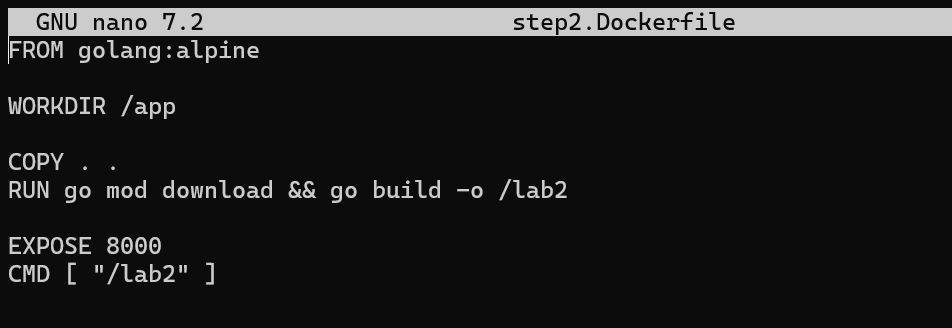 GNU nano 7.2 step2.Dockerfile
FROM golang:alpine
WORKDIR /app
COPY . .
RUN go mod download && go build -o /lab2
EXPOSE 8000
CMD [ "/lab2" ]